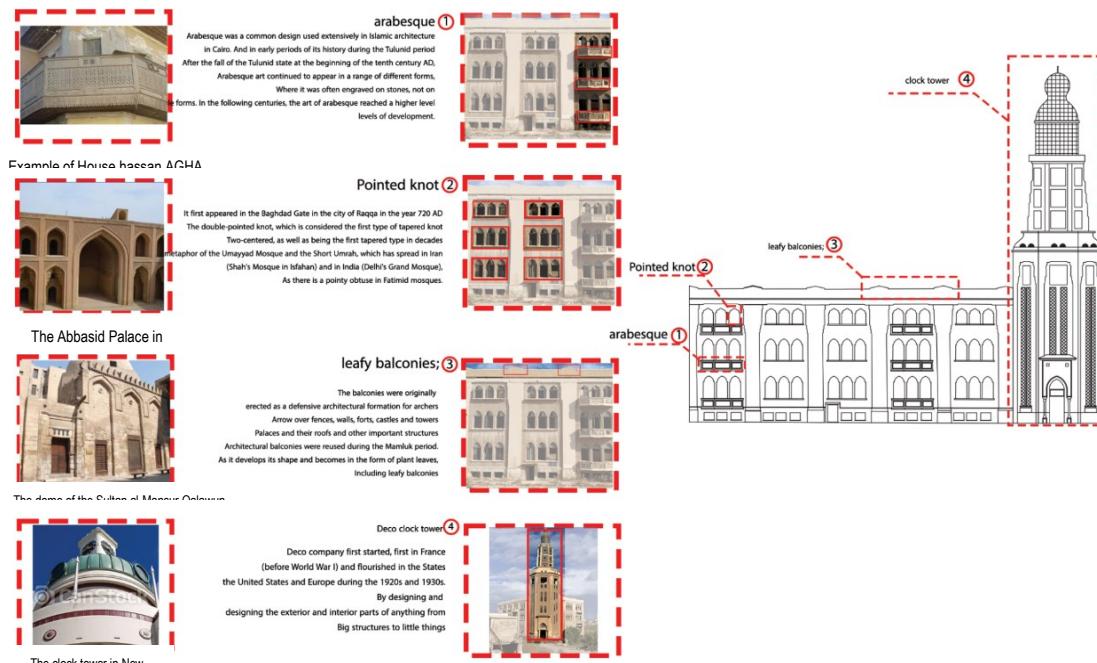 arabesque 1
Arabesque was a common design used extensively in Islamic architecture
in Cairo. And in early periods of its history during the Tulunid period
After the fall of the Tulunid state at the beginning of the tenth century AD,
Arabesque art continued to appear in a range of different forms,
Where it was often engraved on stones, not on
forms. In the following centuries, the art of arabesque reached a higher level
levels of development.
Example of House hassan AGHA
Pointed knot 2
It first appeared in the Baghdad Gate in the city of Raqqa in the year 720 AD
The double-pointed knot, which is considered the first type of tapered knot
Two-centered, as well as being the first tapered type in decades
metaphor of the Umayyad Mosque and the Short Umrah, which has spread in Iran
(Shah's Mosque in Isfahan) and in India (Delhi's Grand Mosque),
As there is a pointy obtuse in Fatimid mosques.
The Abbasid Palace in
leafy balconies; 3
The balconies were originally
erected as a defensive architectural formation for archers
Arrow over fences, walls, forts, castles and towers
Palaces and their roofs and other important structures
Architectural balconies were reused during the Mamluk period.
As it develops its shape and becomes in the form of plant leaves,
Including leafy balconies
The dome of the Sultan al-Mansur Qalawun
Deco clock tower 4
Deco company first started, first in France
(before World War I) and flourished in the States
the United States and Europe during the 1920s and 1930s.
By designing and
designing the exterior and interior parts of anything from
Big structures to little things
CanStock
The clock tower in New
clock tower 4
leafy balconies; 3
Pointed knot 2
arabesque 1